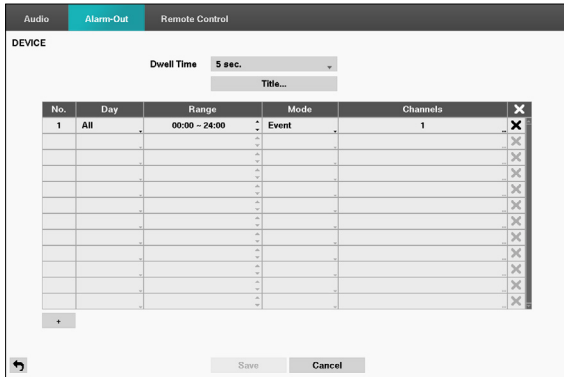 Audio Alarm-Out Remote Control
DEVICE
Dwell Time 5 sec.
Title...
No. Day Range Mode Channels
1 All 00:00 ~ 24:00 Event 1
+
Save Cancel